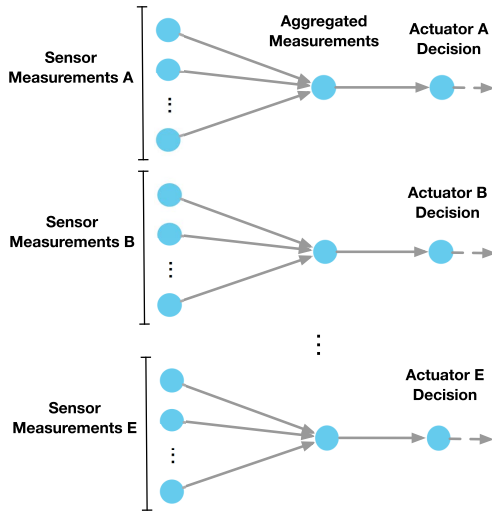 Aggregated
Measurements
Actuator A
Decision
Sensor
Measurements A
...
Actuator B
Decision
Sensor
Measurements B
...
...
Actuator E
Decision
Sensor
Measurements E
...